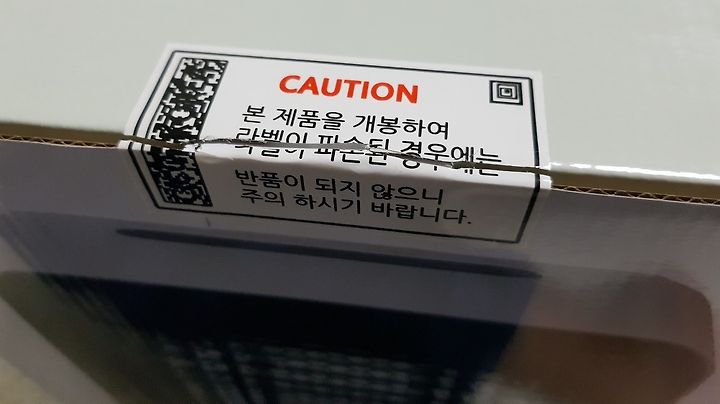 CAUTION
본 제품을 개봉하여
라벨이 파손된 경우에는
반품이 되지 않으니
주의 하시기 바랍니다.